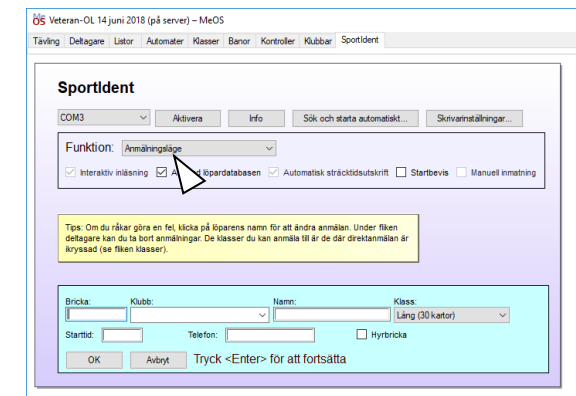 MeOS Veteran-OL 14 juni 2018 (på server) – MeOS
Tävling Deltagare Listor Automater Klasser Banor Kontroller Klubbar SportIdent
SportIdent
COM3 Aktivera Info Sök och starta automatiskt... Skrivarinställningar...
Funktion: Anmälningsläge
Interaktiv inläsning löpardatabasen Automatisk sträcktidsutskrift Startbevis Manuell inmatning
Tips: Om du råkar göra en fel, klicka på löparens namn för att ändra anmälan. Under fliken
deltagare kan du ta bort anmälningar. De klasser du kan anmäla till är de där direktanmälan är
ikryssad (se fliken klasser).
Bricka: Klubb: Namn: Klass:
Lång (30 kartor)
Starttid: Telefon: Hyrbricka
OK Avbryt Tryck <Enter> för att fortsätta